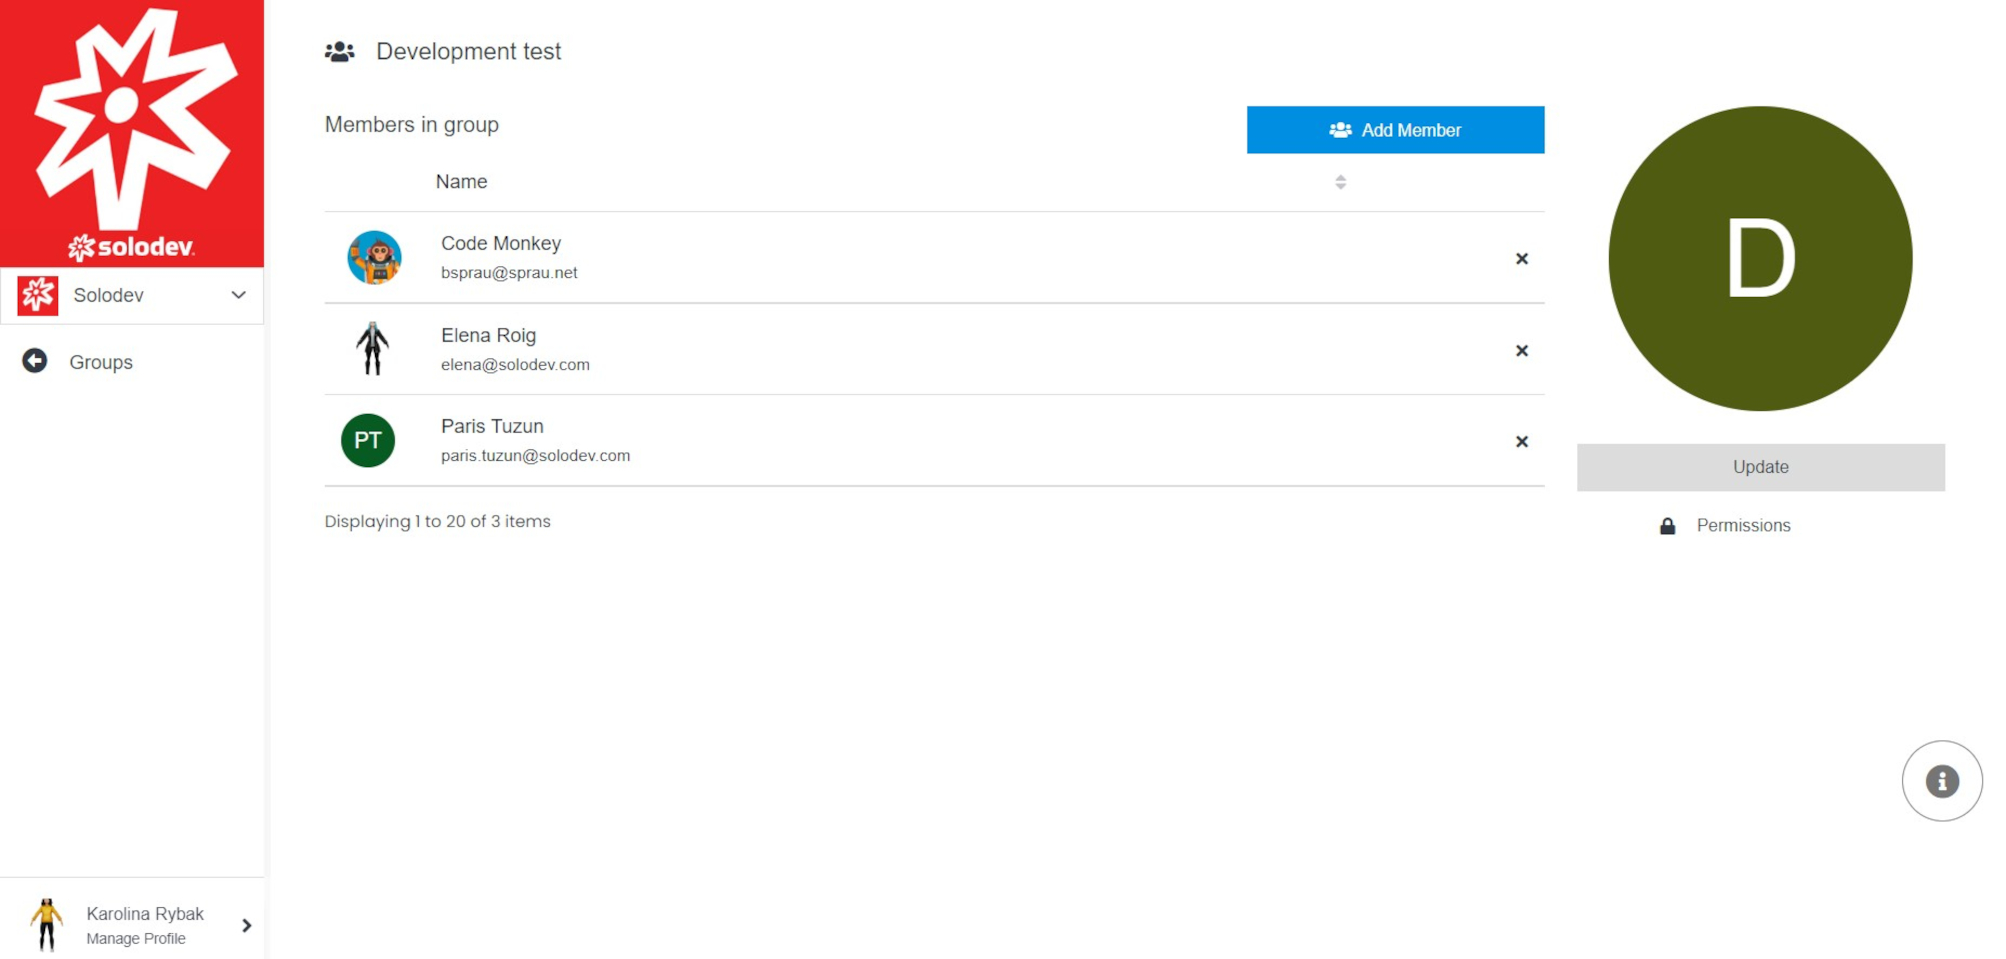 solodev
Solodev
Groups
Karolina Rybak
Manage Profile
Development test
Members in group
Add Member
Name
Code Monkey
bsprau@sprau.net
Elena Roig
elena@solodev.com
PT
Paris Tuzun
paris.tuzun@solodev.com
Displaying 1 to 20 of 3 items
D
Update
Permissions